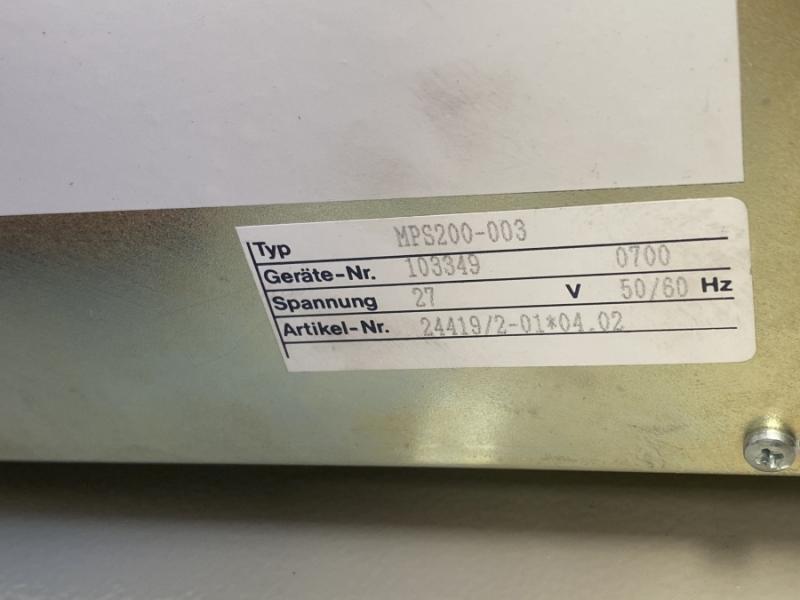 Typ MPS200-003
Geräte-Nr. 103349 0700
Spannung 27 V 50/60 Hz
Artikel-Nr. 24419/2-01*04.02